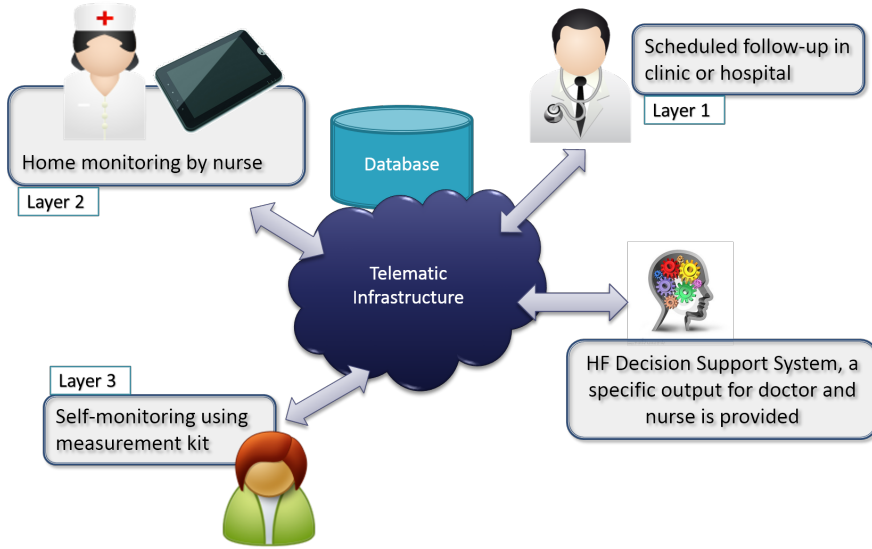 Scheduled follow-up in
clinic or hospital
Layer 1
Home monitoring by nurse
Layer 2
Database
Telematic
Infrastructure
HF Decision Support System, a
specific output for doctor and
nurse is provided
Layer 3
Self-monitoring using
measurement kit